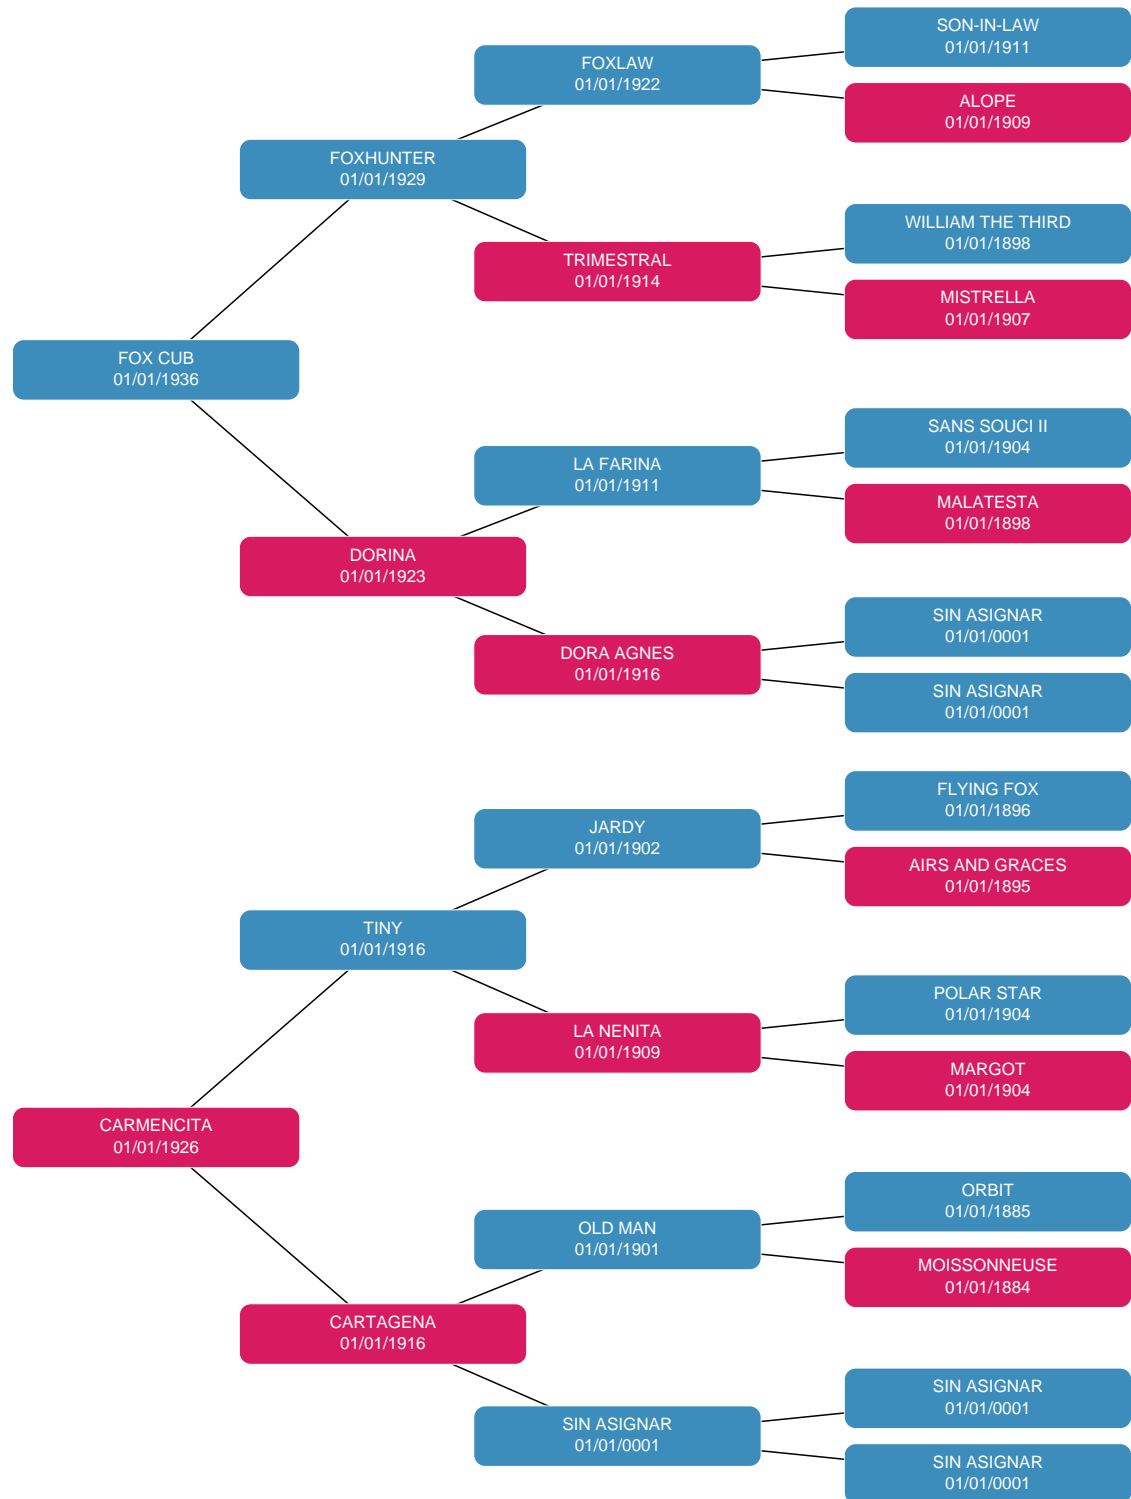 SON-IN-LAW
01/01/1911
FOXLAW
01/01/1922
ALOPE
01/01/1909
FOXHUNTER
01/01/1929
WILLIAM THE THIRD
01/01/1898
TRIMESTRAL
01/01/1914
MISTRELLA
01/01/1907
FOX CUB
01/01/1936
SANS SOUCI II
01/01/1904
LA FARINA
01/01/1911
MALATESTA
01/01/1898
DORINA
01/01/1923
SIN ASIGNAR
01/01/0001
DORA AGNES
01/01/1916
SIN ASIGNAR
01/01/0001
FLYING FOX
01/01/1896
JARDY
01/01/1902
AIRS AND GRACES
01/01/1895
TINY
01/01/1916
POLAR STAR
01/01/1904
LA NENITA
01/01/1909
MARGOT
01/01/1904
CARMENCITA
01/01/1926
ORBIT
01/01/1885
OLD MAN
01/01/1901
MOISSONNEUSE
01/01/1884
CARTAGENA
01/01/1916
SIN ASIGNAR
01/01/0001
SIN ASIGNAR
01/01/0001
SIN ASIGNAR
01/01/0001